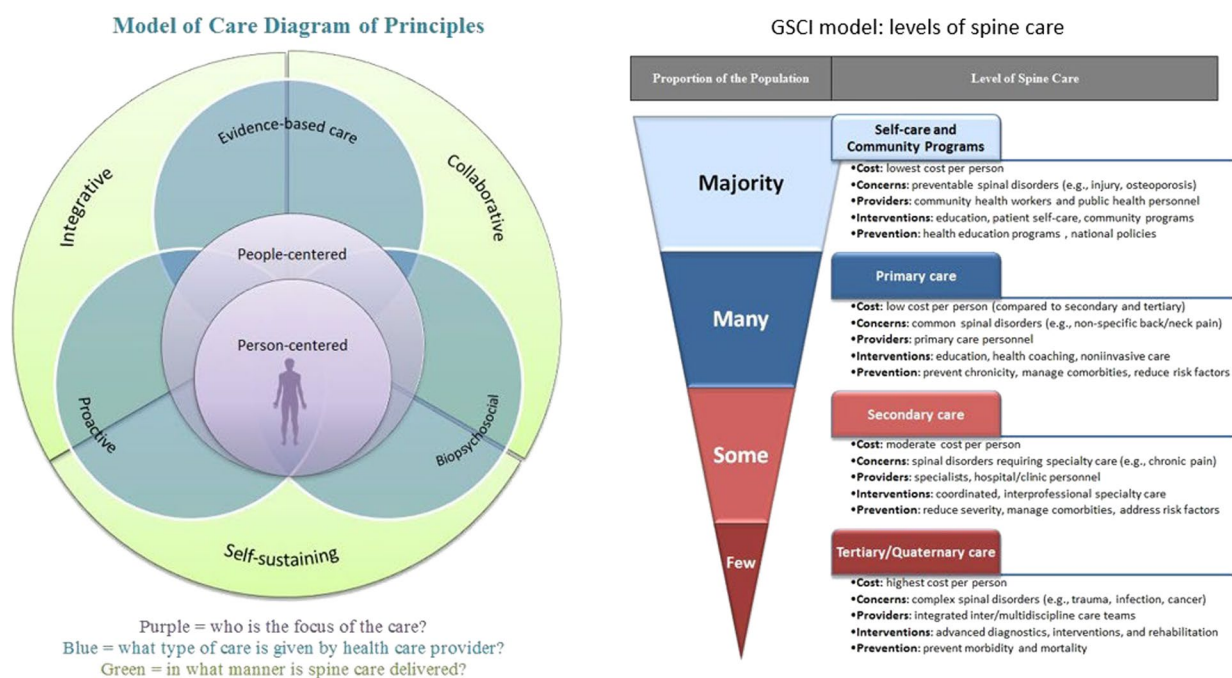 Model of Care Diagram of Principles
Evidence-based care
Integrative
Collaborative
People-centered
Person-centered
Proactive
Biopsychosocial
Self-sustaining
Purple = who is the focus of the care?
Blue = what type of care is given by health care provider?
Green = in what manner is spine care delivered?
GSCI model: levels of spine care
Proportion of the Population
Level of Spine Care
Majority
Self-care and
Community Programs
•Cost: lowest cost per person
•Concerns: preventable spinal disorders (e.g., injury, osteoporosis)
•Providers: community health workers and public health personnel
•Interventions: education, patient self-care, community programs
•Prevention: health education programs , national policies
Many
Primary care
•Cost: low cost per person (compared to secondary and tertiary)
•Concerns: common spinal disorders (e.g., non-specific back/neck pain)
•Providers: primary care personnel
•Interventions: education, health coaching, noniinvasive care
•Prevention: prevent chronicity, manage comorbities, reduce risk factors
Some
Secondary care
•Cost: moderate cost per person
•Concerns: spinal disorders requiring specialty care (e.g., chronic pain)
•Providers: specialists, hospital/clinic personnel
•Interventions: coordinated, interprofessional specialty care
•Prevention: reduce severity, manage comorbities, address risk factors
Few
Tertiary/Quaternary care
•Cost: highest cost per person
•Concerns: complex spinal disorders (e.g., trauma, infection, cancer)
•Providers: integrated inter/multidiscipline care teams
•Interventions: advanced diagnostics, interventions, and rehabilitation
•Prevention: prevent morbidity and mortality